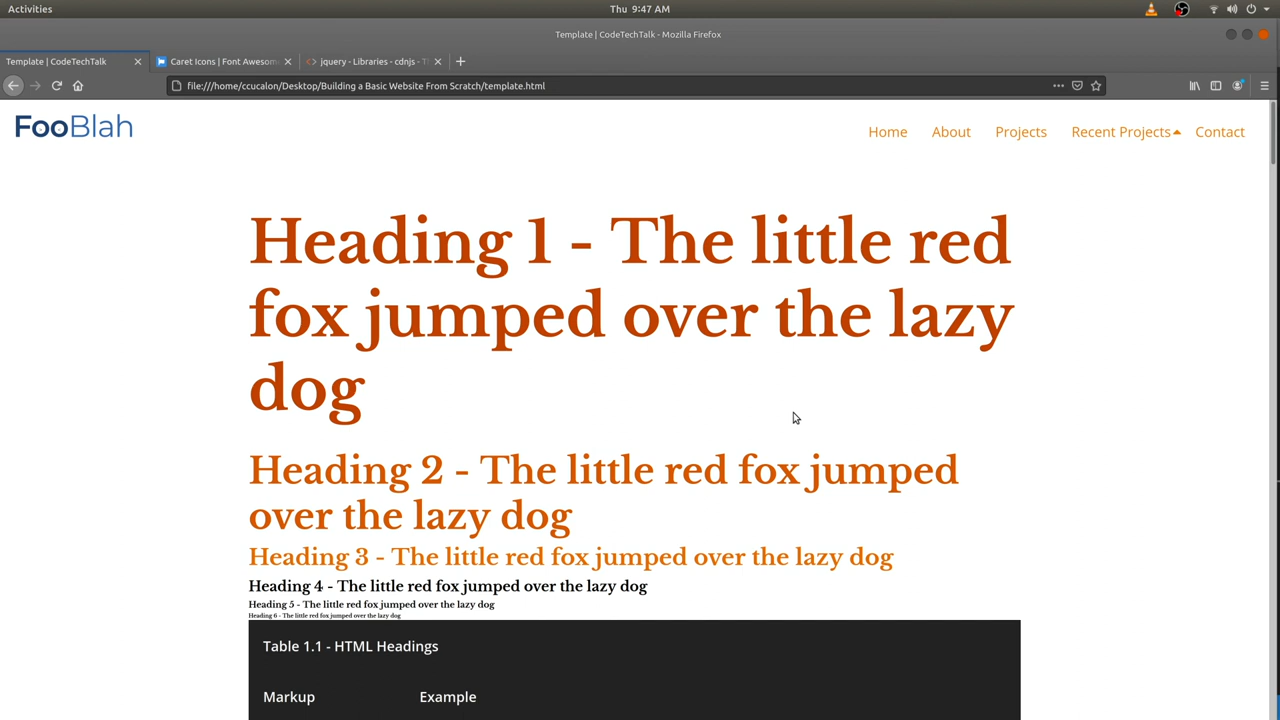 Activities
Thu 9:47 AM
Template | CodeTechTalk - Mozilla Firefox
Template | CodeTechTalk
Caret Icons | Font Awesom
jquery - Libraries - cdnjs - T
file:///home/ccucalon/Desktop/Building a Basic Website From Scratch/template.html
FooBlah
Home
About
Projects
Recent Projects
Contact
Heading 1 - The little red
fox jumped over the lazy
dog
Heading 2 - The little red fox jumped
over the lazy dog
Heading 3 - The little red fox jumped over the lazy dog
Heading 4 - The little red fox jumped over the lazy dog
Heading 5 - The little red fox jumped over the lazy dog
Heading 6 - The little red fox jumped over the lazy dog
Table 1.1 - HTML Headings
Markup
Example